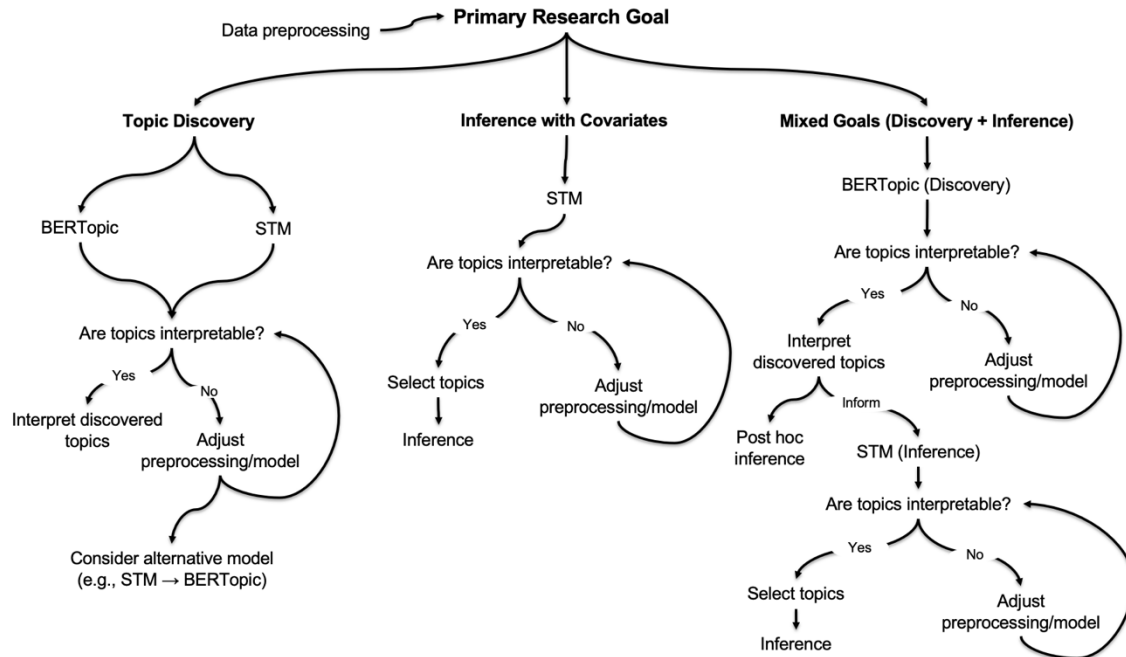 Primary Research Goal
Data preprocessing
Topic Discovery
Inference with Covariates
Mixed Goals (Discovery + Inference)
BERTopic
STM
Are topics interpretable?
Yes
No
Interpret discovered
topics
Adjust
preprocessing/model
Consider alternative model
(e.g., STM → BERTopic)
STM
Are topics interpretable?
Yes
No
Select topics
Adjust
preprocessing/model
Inference
BERTopic (Discovery)
Are topics interpretable?
Yes
No
Interpret
discovered topics
Adjust
preprocessing/model
Inform
Post hoc
inference
STM (Inference)
Are topics interpretable?
Yes
No
Select topics
Adjust
preprocessing/model
Inference